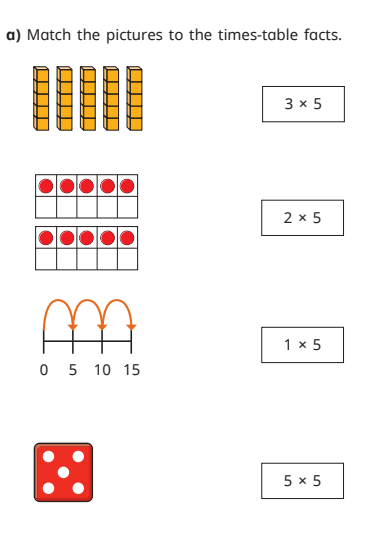 a) Match the pictures to the times-table facts.
3 × 5
2 × 5
0 5 10 15
1 × 5
5 × 5